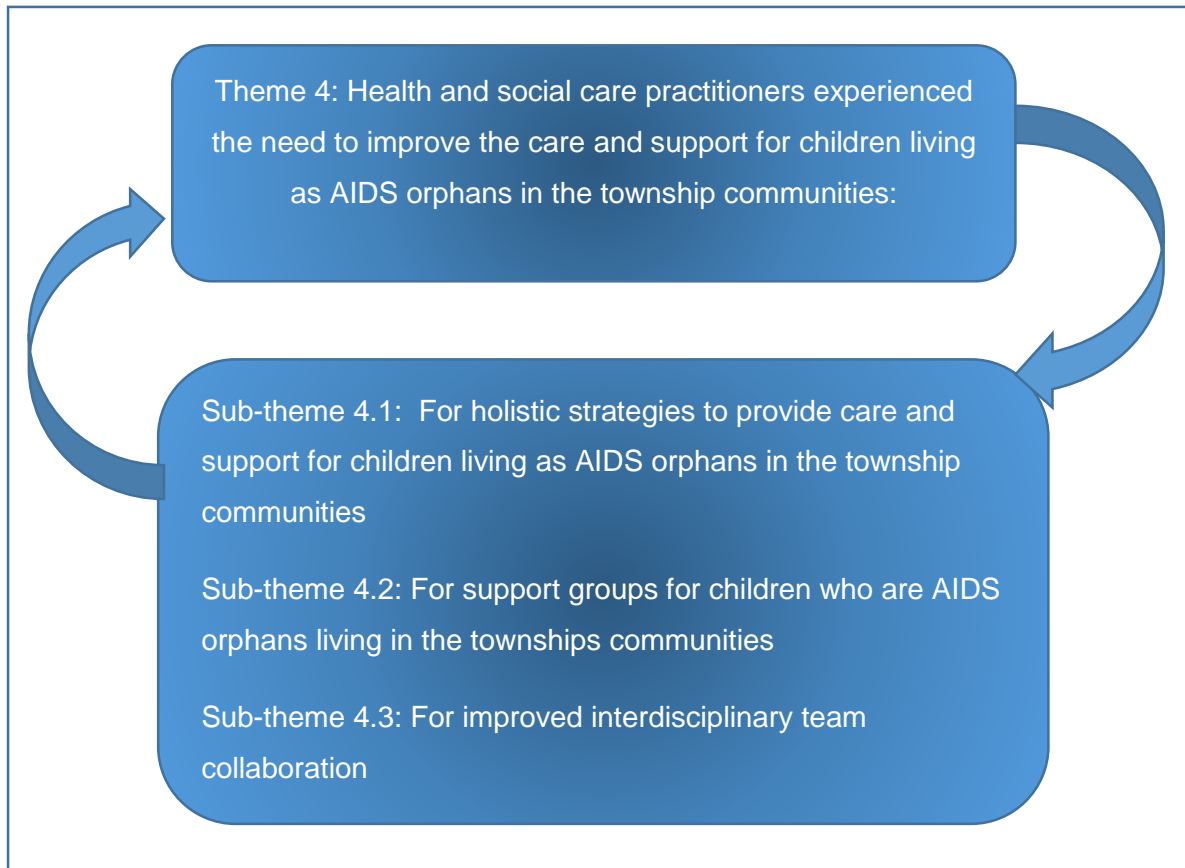 Theme 4: Health and social care practitioners experienced
the need to improve the care and support for children living
as AIDS orphans in the township communities:
Sub-theme 4.1:  For holistic strategies to provide care and
support for children living as AIDS orphans in the township
communities
Sub-theme 4.2: For support groups for children who are AIDS
orphans living in the townships communities
Sub-theme 4.3: For improved interdisciplinary team
collaboration